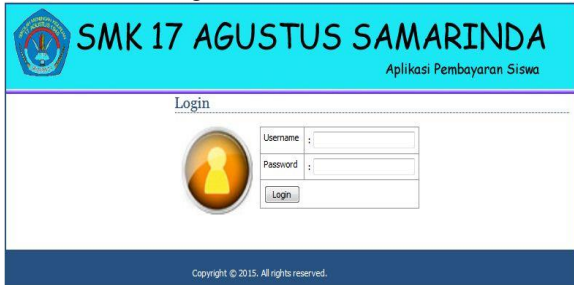 SMK 17 AGUSTUS SAMARINDA
Aplikasi Pembayaran Siswa
Login
Username :
Password :
Login
Copyright © 2015. All rights reserved.